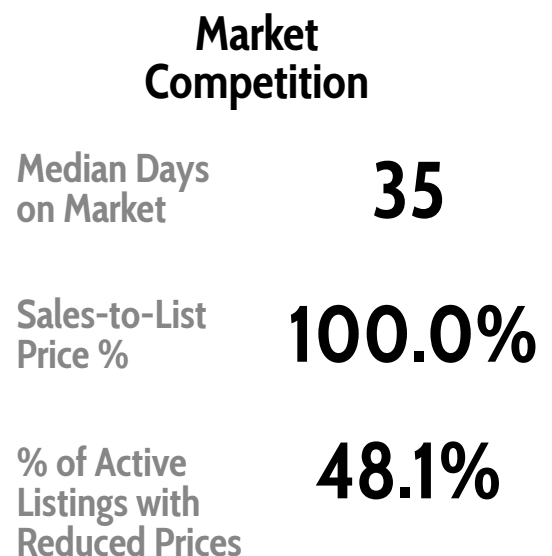 Market
Competition
Median Days
on Market
35
Sales-to-List
Price %
100.0%
% of Active
Listings with
Reduced Prices
48.1%